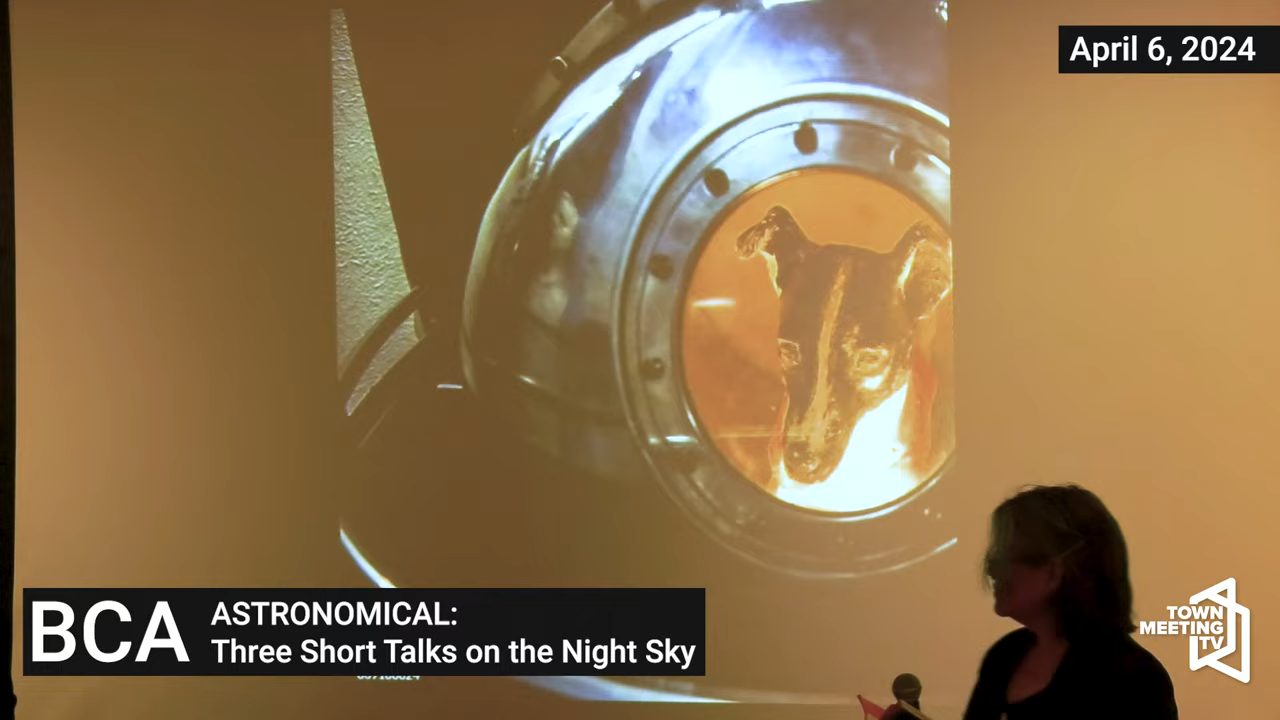 April 6, 2024
BCA
ASTRONOMICAL:
Three Short Talks on the Night Sky
TOWN
MEETING
TV